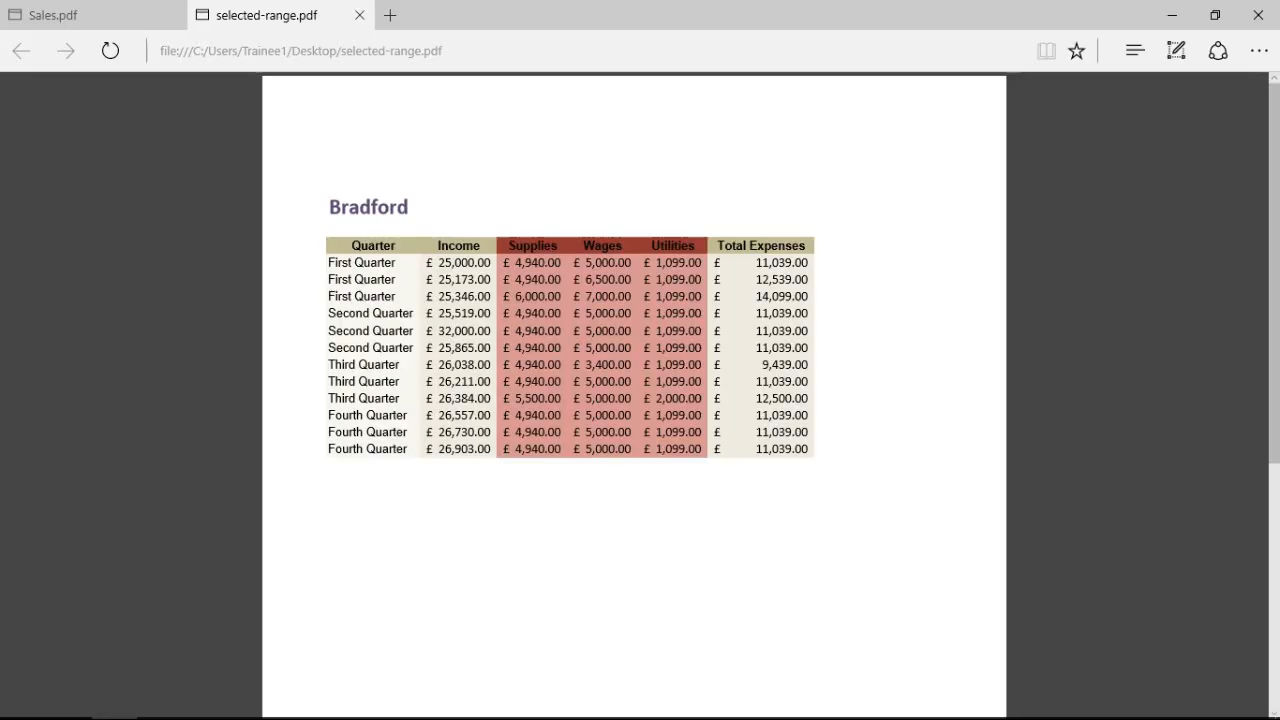 Sales.pdf selected-range.pdf
file:///C:/Users/Trainee1/Desktop/selected-range.pdf
Bradford
Quarter Income Supplies Wages Utilities Total Expenses
First Quarter £ 25,000.00 £ 4,940.00 £ 5,000.00 £ 1,099.00 £ 11,039.00
First Quarter £ 25,173.00 £ 4,940.00 £ 6,500.00 £ 1,099.00 £ 12,539.00
First Quarter £ 25,346.00 £ 6,000.00 £ 7,000.00 £ 1,099.00 £ 14,099.00
Second Quarter £ 25,519.00 £ 4,940.00 £ 5,000.00 £ 1,099.00 £ 11,039.00
Second Quarter £ 32,000.00 £ 4,940.00 £ 5,000.00 £ 1,099.00 £ 11,039.00
Second Quarter £ 25,865.00 £ 4,940.00 £ 5,000.00 £ 1,099.00 £ 11,039.00
Third Quarter £ 26,038.00 £ 4,940.00 £ 3,400.00 £ 1,099.00 £ 9,439.00
Third Quarter £ 26,211.00 £ 4,940.00 £ 5,000.00 £ 1,099.00 £ 11,039.00
Third Quarter £ 26,384.00 £ 5,500.00 £ 5,000.00 £ 2,000.00 £ 12,500.00
Fourth Quarter £ 26,557.00 £ 4,940.00 £ 5,000.00 £ 1,099.00 £ 11,039.00
Fourth Quarter £ 26,730.00 £ 4,940.00 £ 5,000.00 £ 1,099.00 £ 11,039.00
Fourth Quarter £ 26,903.00 £ 4,940.00 £ 5,000.00 £ 1,099.00 £ 11,039.00